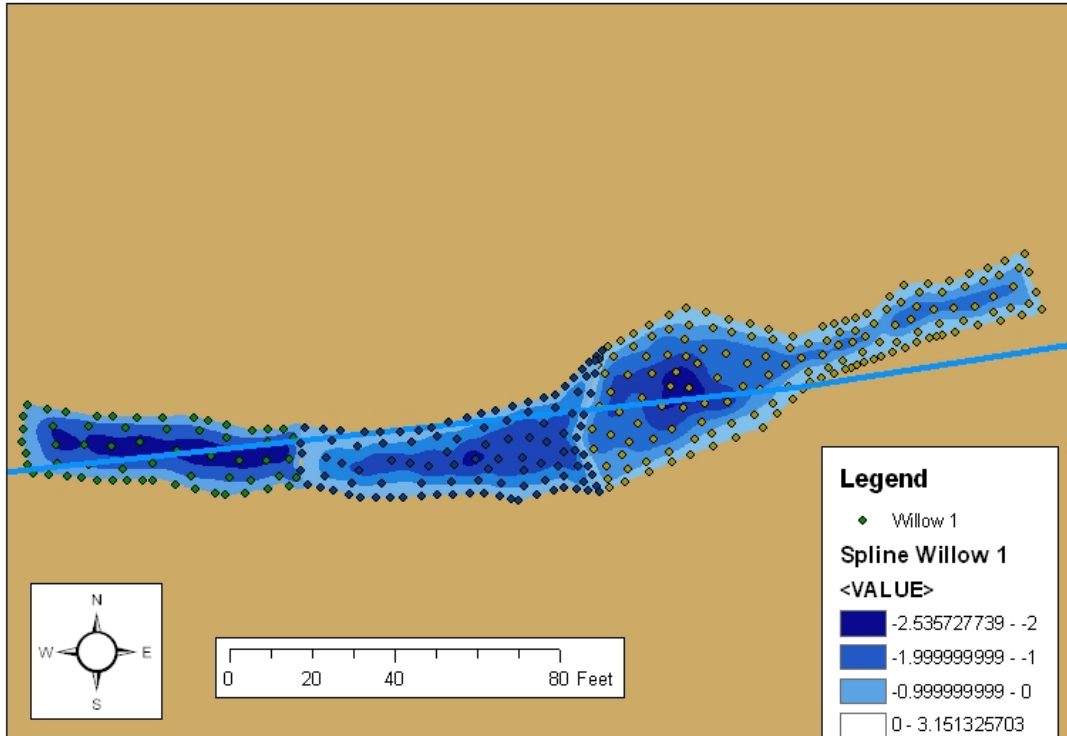 N
W E
S
0 20 40 80 Feet
Legend
Willow 1
Spline Willow 1
<VALUE>
-2.535727739 - -2
-1.999999999 - -1
-0.999999999 - 0
0 - 3.151325703